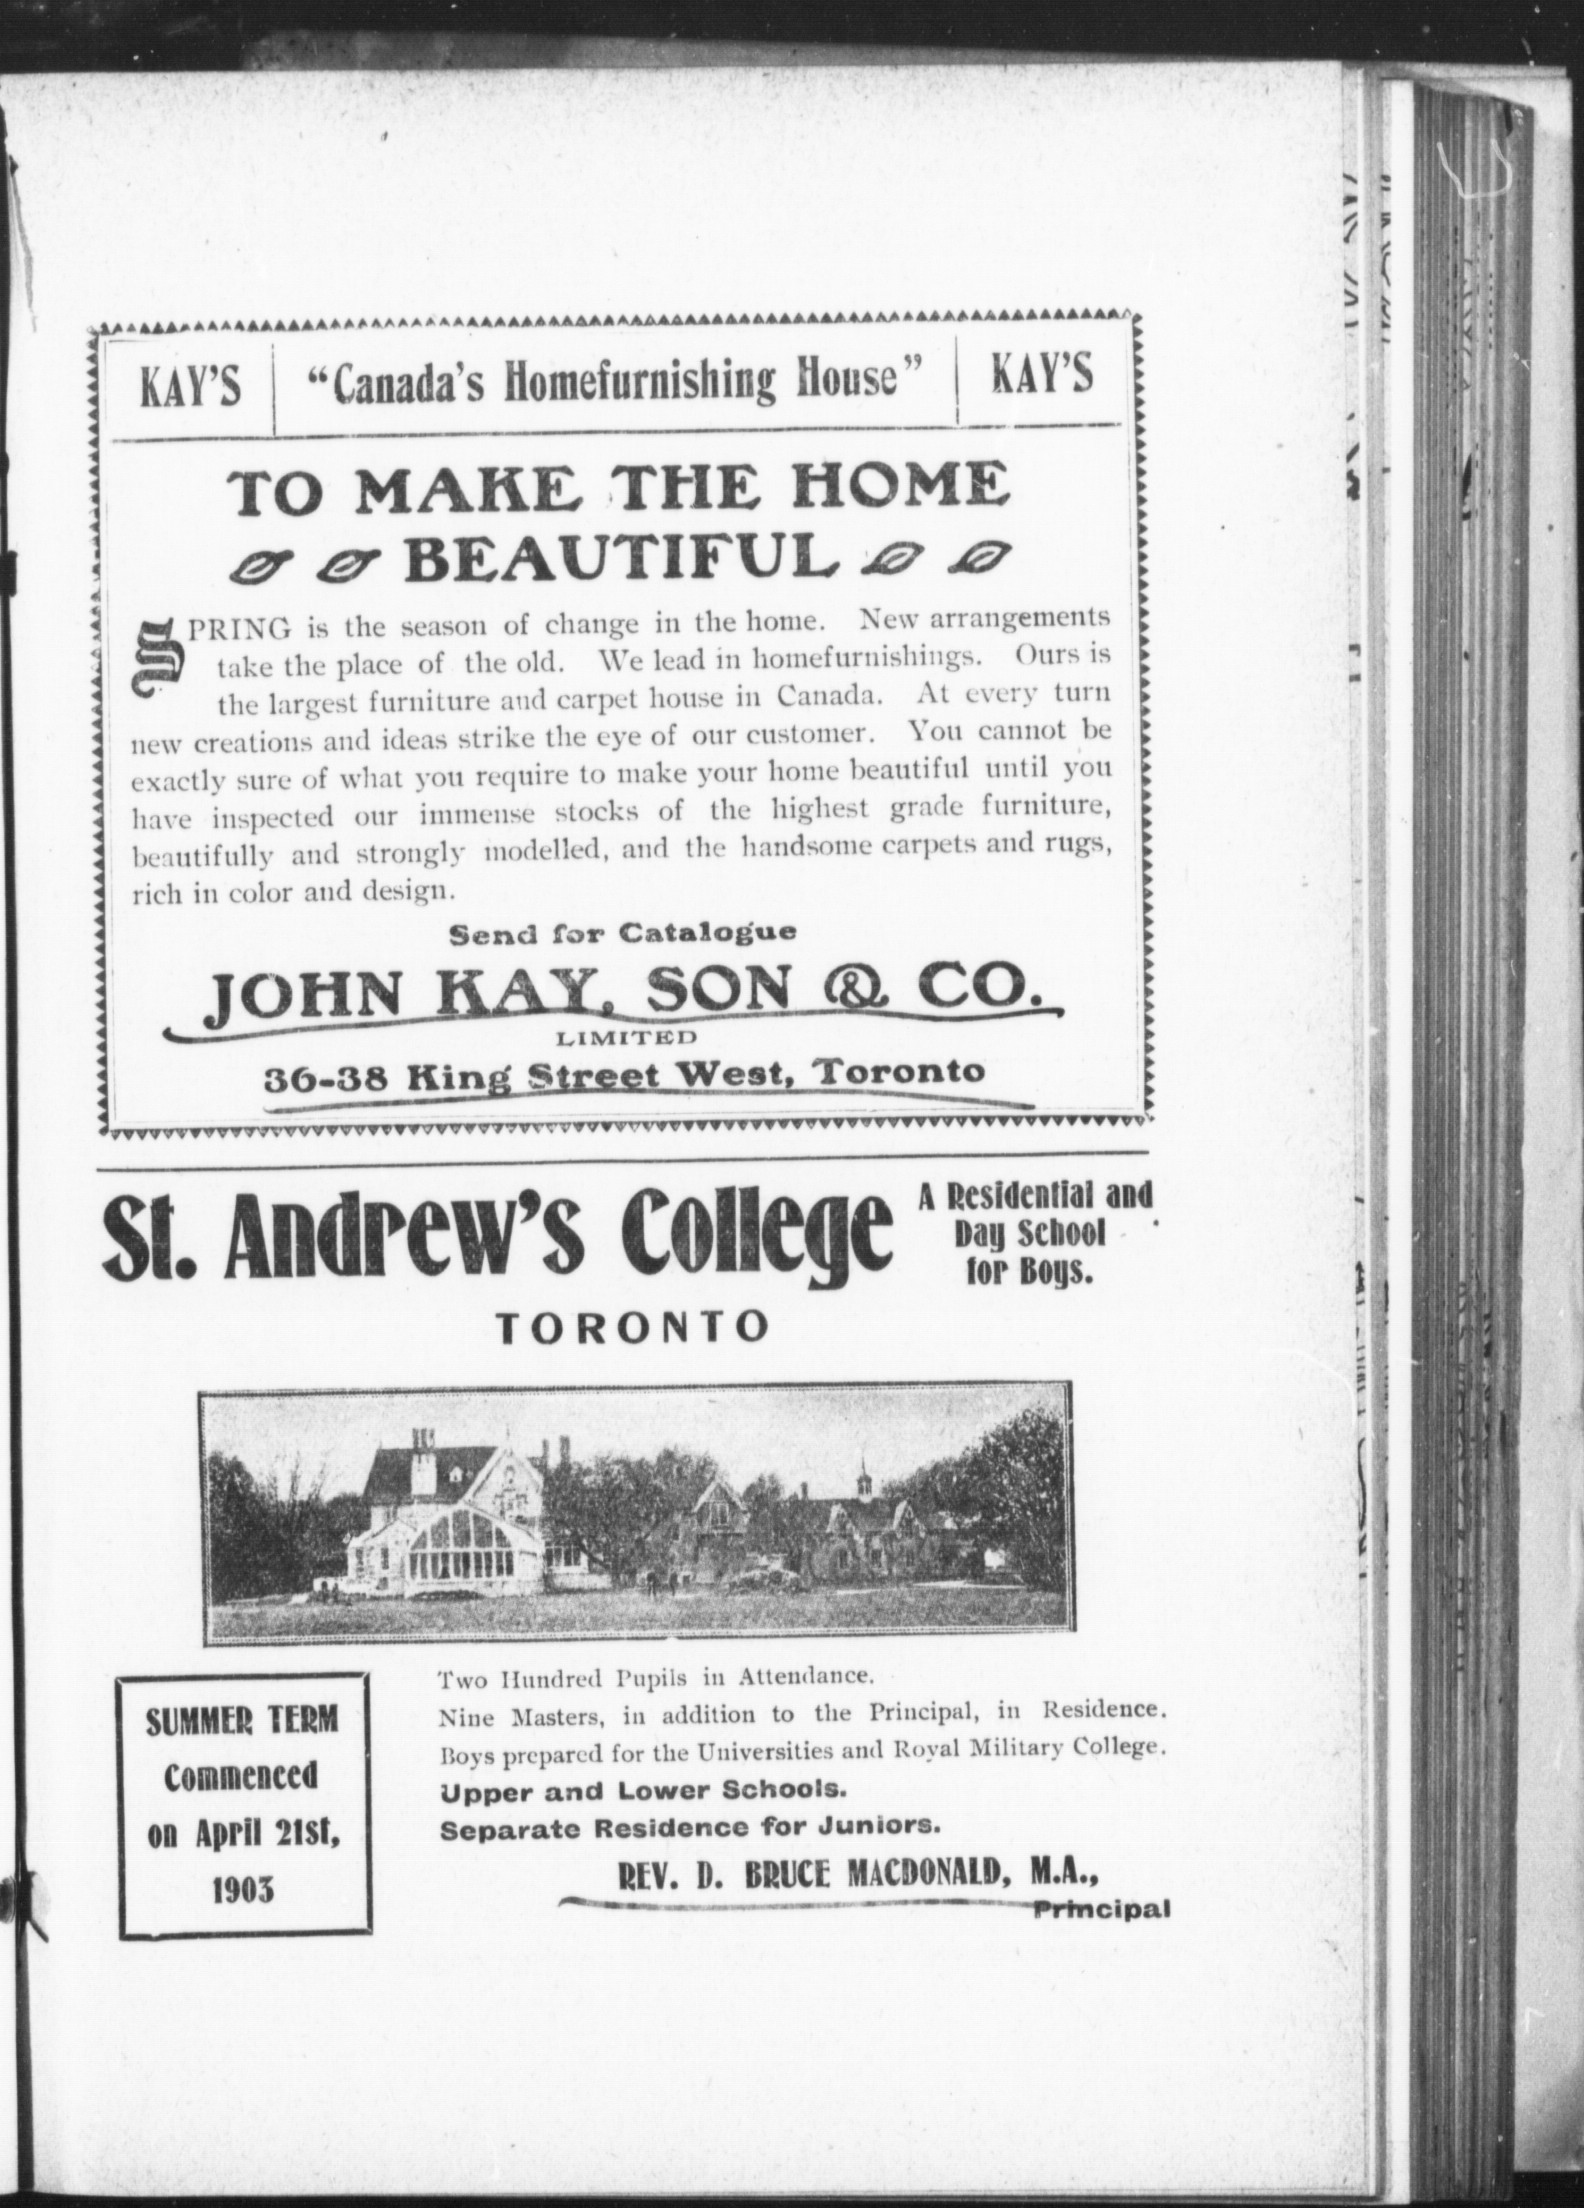 KAY'S "Canada's Homefurnishing House" KAY'S
TO MAKE THE HOME
BEAUTIFUL
SPRING is the season of change in the home. New arrangements
take the place of the old. We lead in homefurnishings. Ours is
the largest furniture and carpet house in Canada. At every turn
new creations and ideas strike the eye of our customer. You cannot be
exactly sure of what you require to make your home beautiful until you
have inspected our immense stocks of the highest grade furniture,
beautifully and strongly modelled, and the handsome carpets and rugs,
rich in color and design.
Send for Catalogue
JOHN KAY, SON & CO.
LIMITED
36-38 King Street West, Toronto
St. Andrew's College
A Residential and
Day School
for Boys.
TORONTO
SUMMER TERM
Commenced
on April 21st,
1903
Two Hundred Pupils in Attendance.
Nine Masters, in addition to the Principal, in Residence.
Boys prepared for the Universities and Royal Military College.
Upper and Lower Schools.
Separate Residence for Juniors.
REV. D. BRUCE MACDONALD, M.A.,
Principal